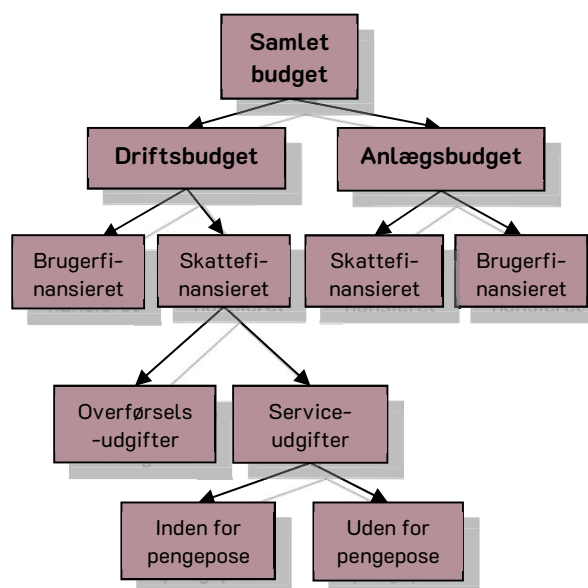 Samlet
budget
Driftsbudget
Anlægsbudget
Brugerfi-
nansieret
Skattefi-
nansieret
Skattefi-
nansieret
Brugerfi-
nansieret
Overførsels
-udgifter
Service-
udgifter
Inden for
pengepose
Uden for
pengepose